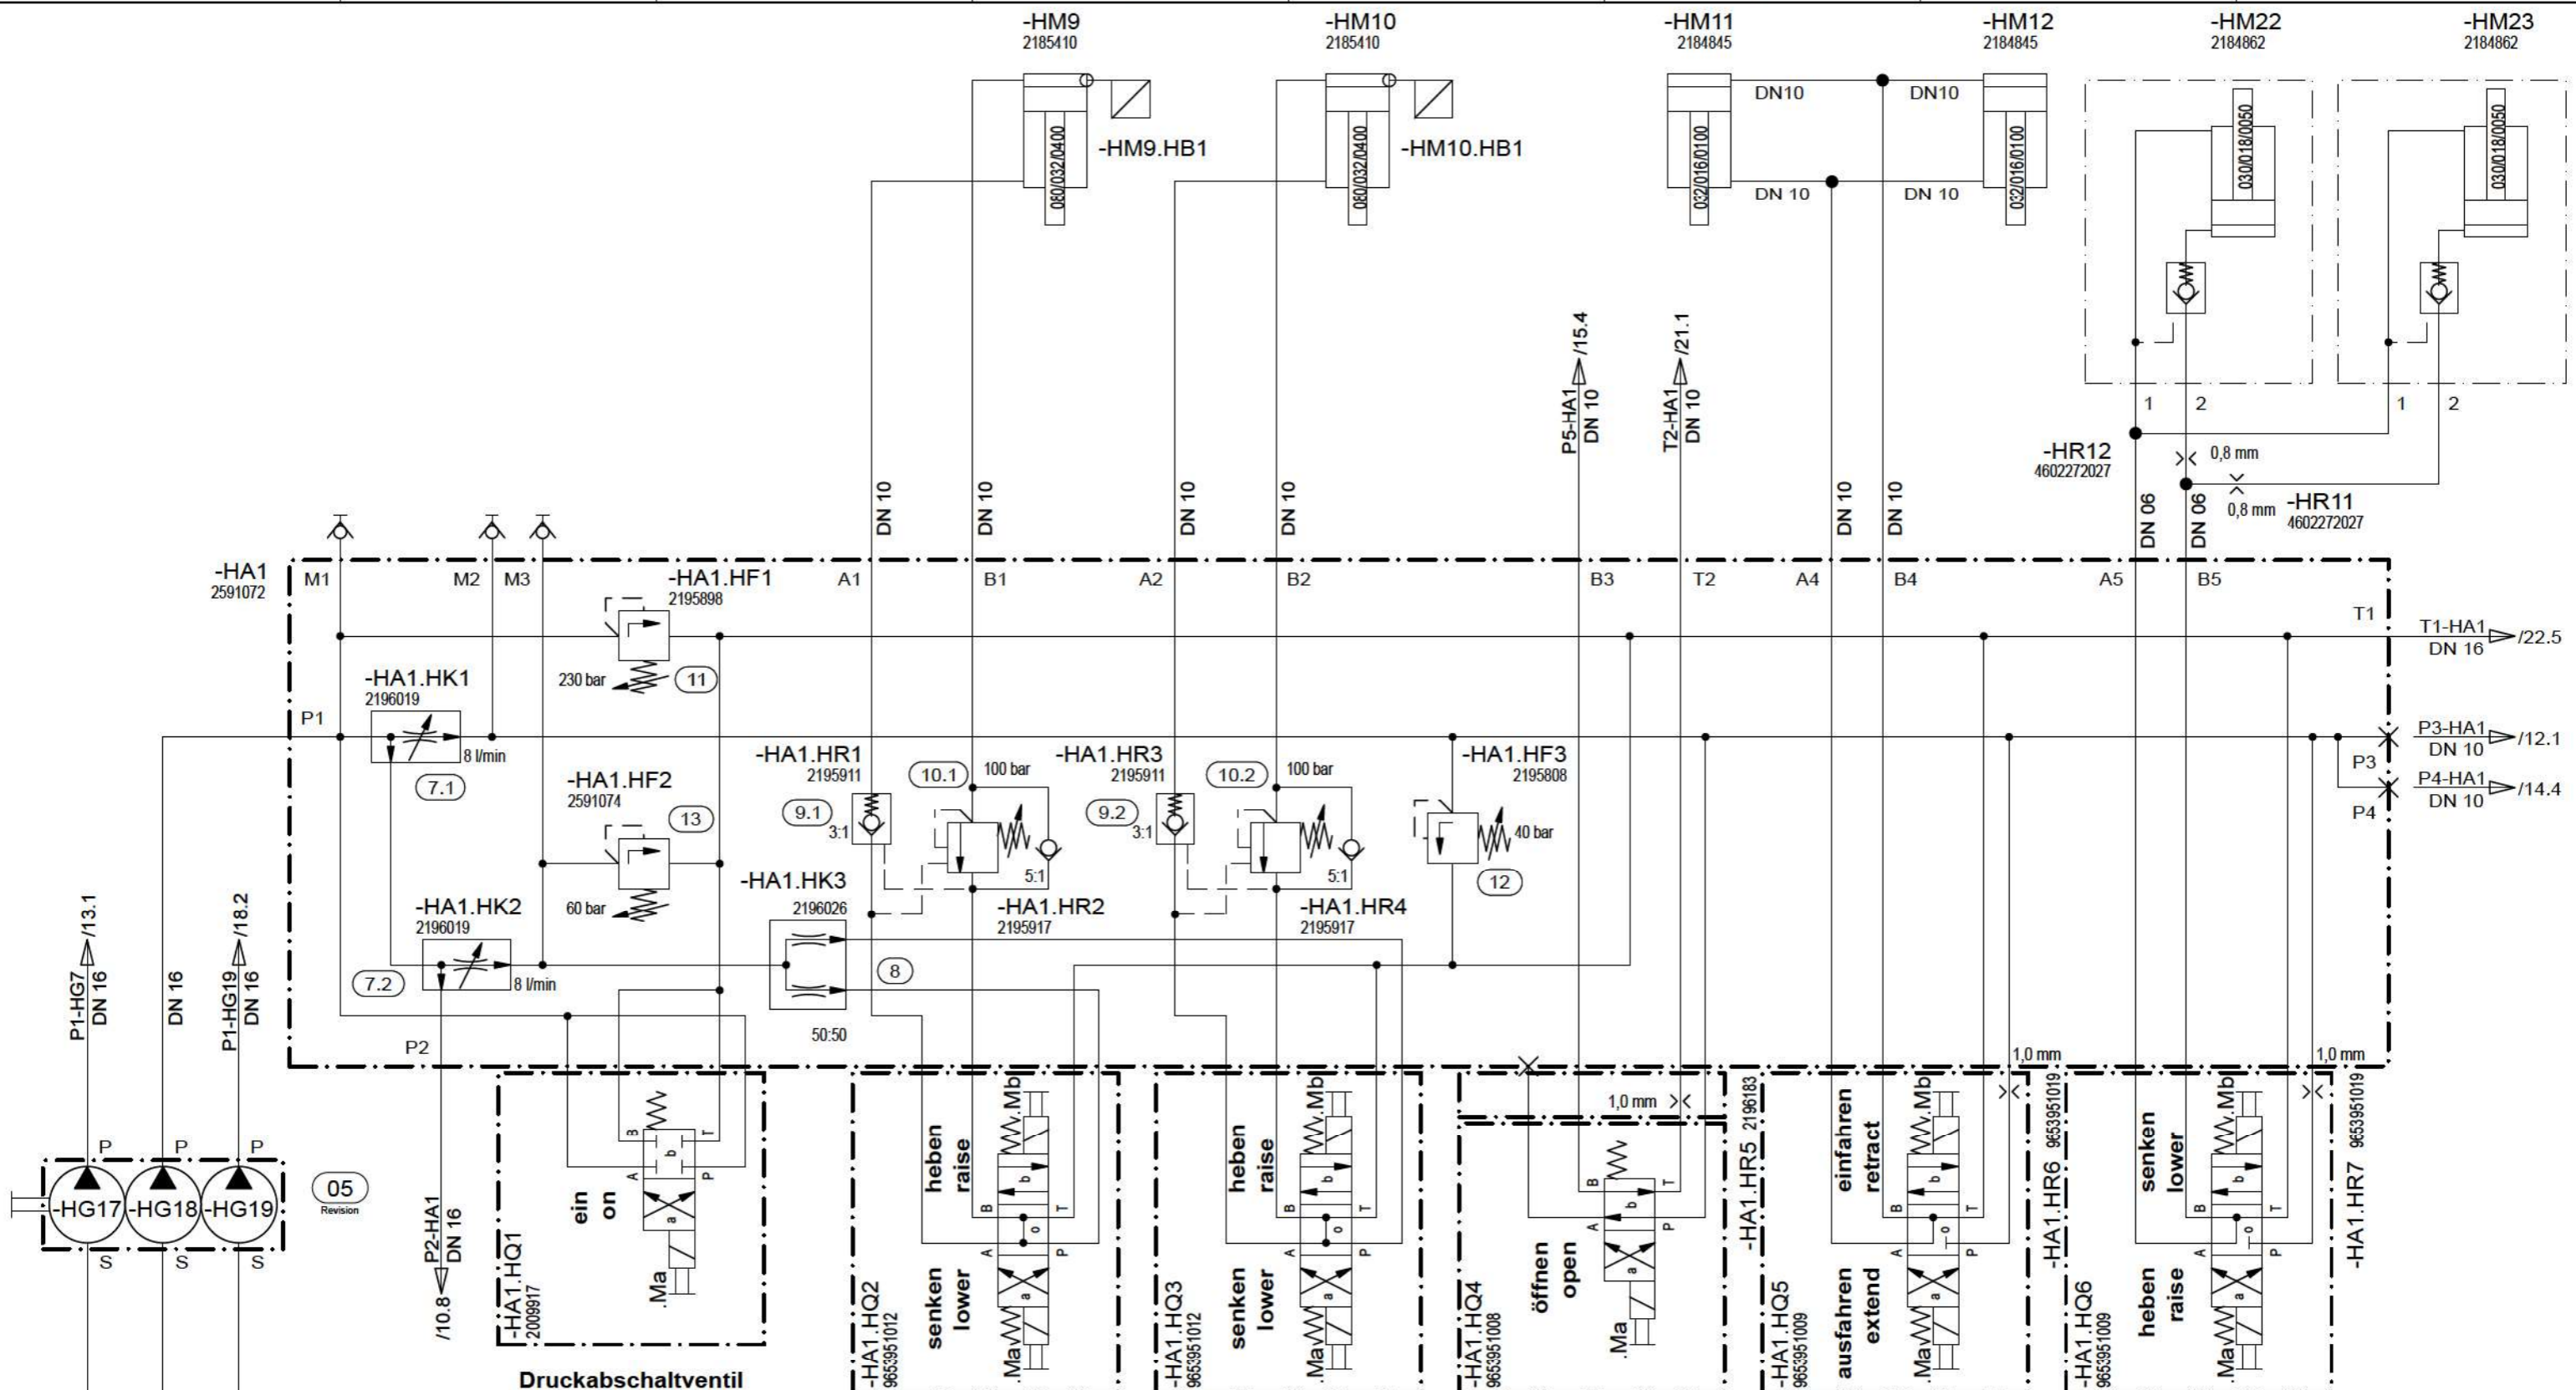 -HM9
2185410
-HM10
2185410
-HM11
2184845
-HM12
2184845
-HM22
2184862
-HM23
2184862
080/032/0400
-HM9.HB1
080/032/0400
-HM10.HB1
DN10
DN10
032/016/0100
032/016/0100
DN 10
DN 10
030/018/0050
030/018/0050
P5-HA1
DN 10
/15.4
T2-HA1
DN 10
/21.1
1
2
1
2
-HR12
4602272027
0,8 mm
0,8 mm
-HR11
4602272027
DN 10
DN 10
DN 10
DN 10
DN 10
DN 10
DN 06
DN 06
-HA1
2591072
M1
M2
M3
-HA1.HF1
2195898
A1
B1
A2
B2
B3
T2
A4
B4
A5
B5
T1
T1-HA1
DN 16
/22.5
230 bar
11
-HA1.HK1
2196019
P1
8 l/min
7.1
-HA1.HR1
2195911
10.1
100 bar
-HA1.HR3
2195911
10.2
100 bar
-HA1.HF3
2195808
P3
P3-HA1
DN 10
/12.1
P4
P4-HA1
DN 10
/14.4
-HA1.HF2
2591074
13
9.1
3:1
9.2
3:1
40 bar
12
5:1
5:1
60 bar
-HA1.HK3
2196026
-HA1.HR2
2195917
-HA1.HR4
2195917
-HA1.HK2
2196019
7.2
8 l/min
8
50:50
P1-HG7
DN 16
/13.1
DN 16
P1-HG19
DN 16
/18.2
P2
1,0 mm
1,0 mm
1,0 mm
P
P
P
-HG17
-HG18
-HG19
S
S
S
05
Revision
P2-HA1
DN 16
/10.8
-HA1.HQ1
2009917
ein
on
B
T
b
A
P
a
.Ma
Druckabschaltventil
-HA1.HQ2
9653951012
heben
raise
senken
lower
.Mb
b
B
T
o
A
P
a
.Ma
-HA1.HQ3
9653951012
heben
raise
senken
lower
.Mb
b
B
T
o
A
P
a
.Ma
-HA1.HQ4
9653951008
öffnen
open
B
T
b
A
P
a
.Ma
-HA1.HR5 2196183
-HA1.HQ5
9653951009
einfahren
retract
ausfahren
extend
.Mb
b
B
T
o
A
P
a
.Ma
-HA1.HR6 9653951019
-HA1.HQ6
9653951009
senken
lower
heben
raise
.Mb
b
B
T
o
A
P
a
.Ma
-HA1.HR7 9653951019